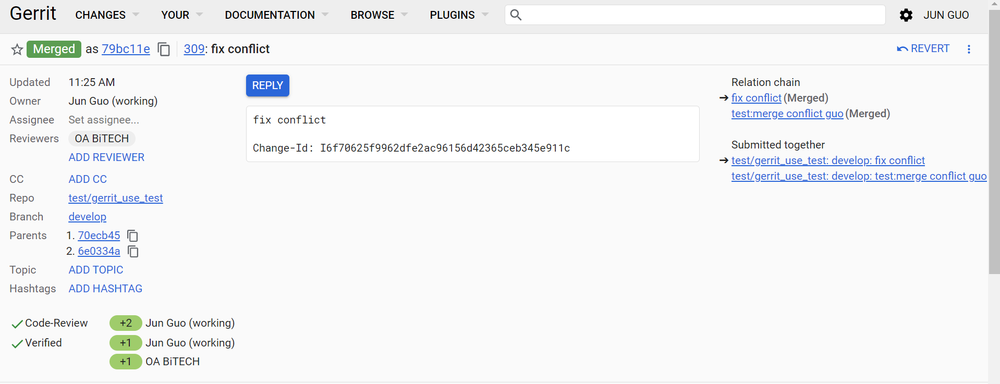 Gerrit CHANGES YOUR DOCUMENTATION BROWSE PLUGINS JUN GUO
Merged as 79bc11e 309: fix conflict REVERT
Updated 11:25 AM
Owner Jun Guo (working)
Assignee Set assignee...
Reviewers OA BiTECH
ADD REVIEWER
CC ADD CC
Repo test/gerrit_use_test
Branch develop
Parents 1. 70ecb45
2. 6e0334a
Topic ADD TOPIC
Hashtags ADD HASHTAG
Code-Review +2 Jun Guo (working)
Verified +1 Jun Guo (working)
+1 OA BiTECH
REPLY
fix conflict
Change-Id: I6f70625f9962dfe2ac96156d42365ceb345e911c
Relation chain
➔ fix conflict (Merged)
test:merge conflict guo (Merged)
Submitted together
➔ test/gerrit_use_test: develop: fix conflict
test/gerrit_use_test: develop: test:merge conflict guo